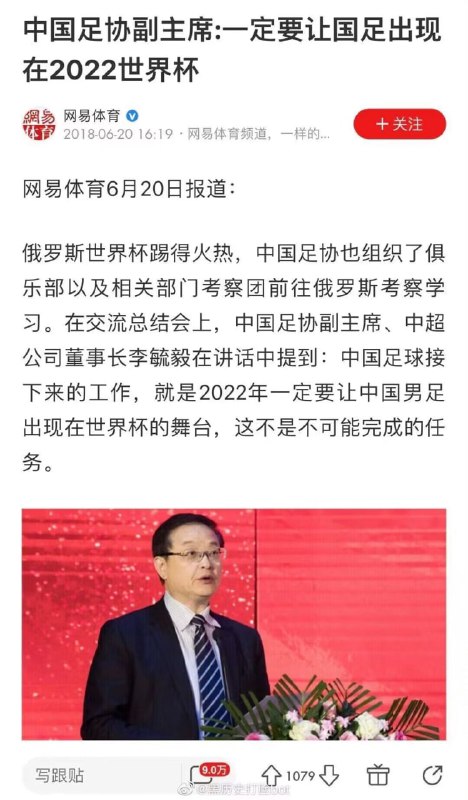 中国足协副主席:一定要让国足出现
在2022世界杯
網易
体育
网易体育
2018-06-20 16:19 · 网易体育频道，一样的...
+关注
网易体育6月20日报道：
俄罗斯世界杯踢得火热，中国足协也组织了俱
乐部以及相关部门考察团前往俄罗斯考察学
习。在交流总结会上，中国足协副主席、中超
公司董事长李毓毅在讲话中提到：中国足球接
下来的工作，就是2022年一定要让中国男足
出现在世界杯的舞台，这不是不可能完成的任
务。
写跟贴
9.0万
1079
@黑历史打脸bot